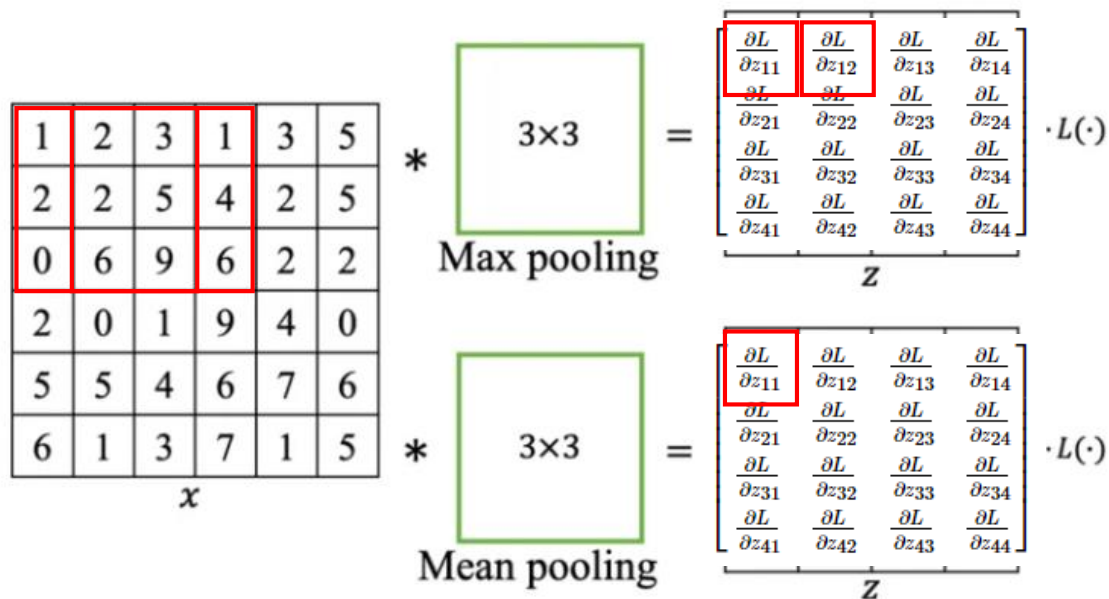 1 2 3 1 3 5
2 2 5 4 2 5
0 6 9 6 2 2
2 0 1 9 4 0
5 5 4 6 7 6
6 1 3 7 1 5
x
*
3×3
Max pooling
=
∂L/∂z11 ∂L/∂z12 ∂L/∂z13 ∂L/∂z14
∂L/∂z21 ∂L/∂z22 ∂L/∂z23 ∂L/∂z24
∂L/∂z31 ∂L/∂z32 ∂L/∂z33 ∂L/∂z34
∂L/∂z41 ∂L/∂z42 ∂L/∂z43 ∂L/∂z44
· L(·)
z
*
3×3
Mean pooling
=
∂L/∂z11 ∂L/∂z12 ∂L/∂z13 ∂L/∂z14
∂L/∂z21 ∂L/∂z22 ∂L/∂z23 ∂L/∂z24
∂L/∂z31 ∂L/∂z32 ∂L/∂z33 ∂L/∂z34
∂L/∂z41 ∂L/∂z42 ∂L/∂z43 ∂L/∂z44
· L(·)
z